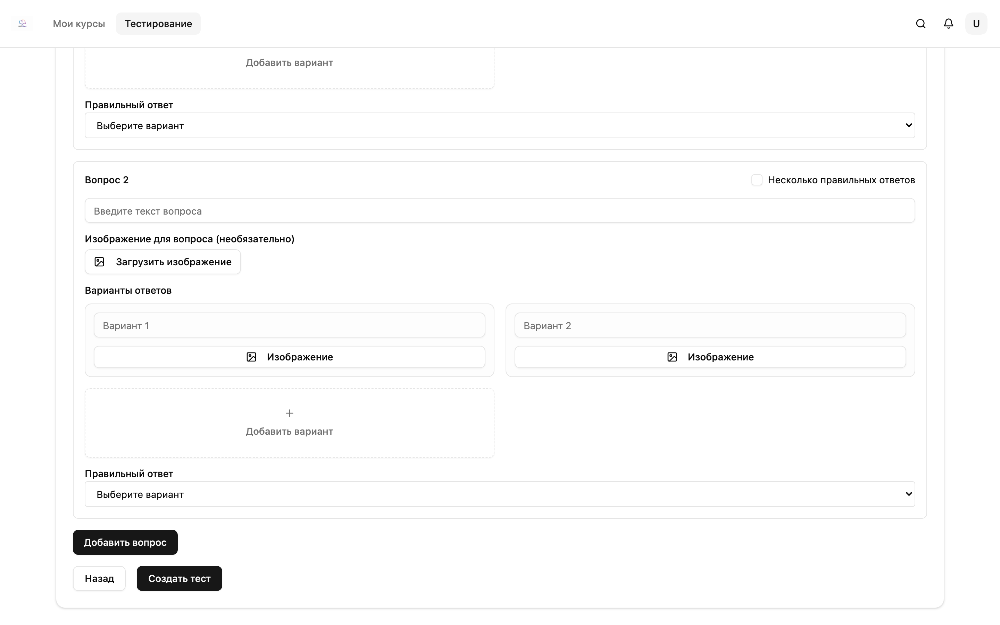 Мои курсы
Тестирование
U
Добавить вариант
Правильный ответ
Выберите вариант
Вопрос 2
Несколько правильных ответов
Введите текст вопроса
Изображение для вопроса (необязательно)
Загрузить изображение
Варианты ответов
Вариант 1
Вариант 2
Изображение
Изображение
Добавить вариант
Правильный ответ
Выберите вариант
Добавить вопрос
Назад
Создать тест